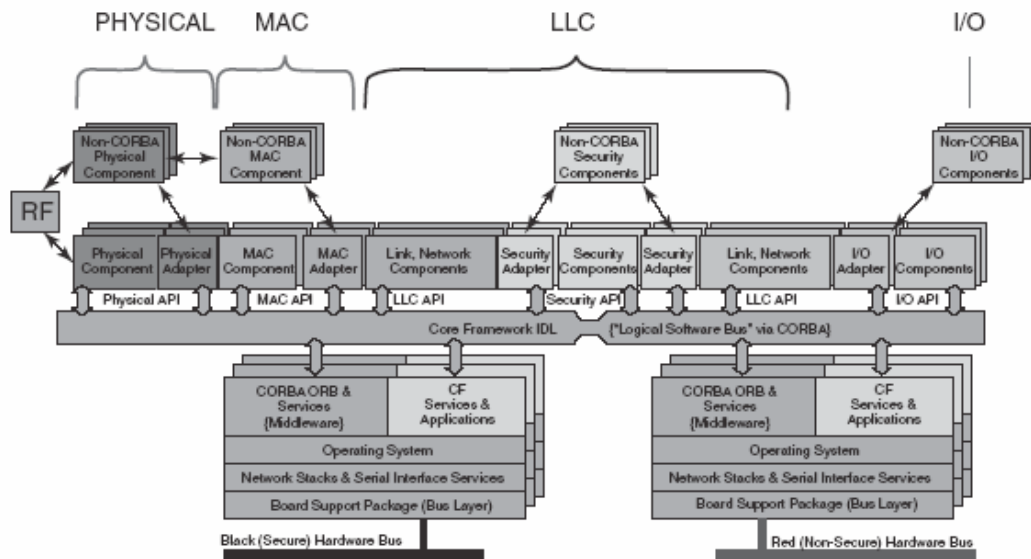 PHYSICAL MAC LLC I/O
Non-CORBA
Physical
Component
Non-CORBA
MAC
Component
Non-CORBA
Security
Components
Non-CORBA
I/O
Components
RF
Physical
Component
Physical
Adapter
MAC
Component
MAC
Adapter
Link, Network
Components
Security
Adapter
Security
Components
Security
Adapter
Link, Network
Components
I/O
Adapter
I/O
Components
Physical API MAC API LLC API Security API LLC API I/O API
Core Framework IDL {"Logical Software Bus" via CORBA}
CORBA ORB &
Services
{Middleware}
CF
Services &
Applications
Operating System
Network Stacks & Serial Interface Services
Board Support Package (Bus Layer)
CORBA ORB &
Services
{Middleware}
CF
Services &
Applications
Operating System
Network Stacks & Serial Interface Services
Board Support Package (Bus Layer)
Black (Secure) Hardware Bus
Red (Non-Secure) Hardware Bus